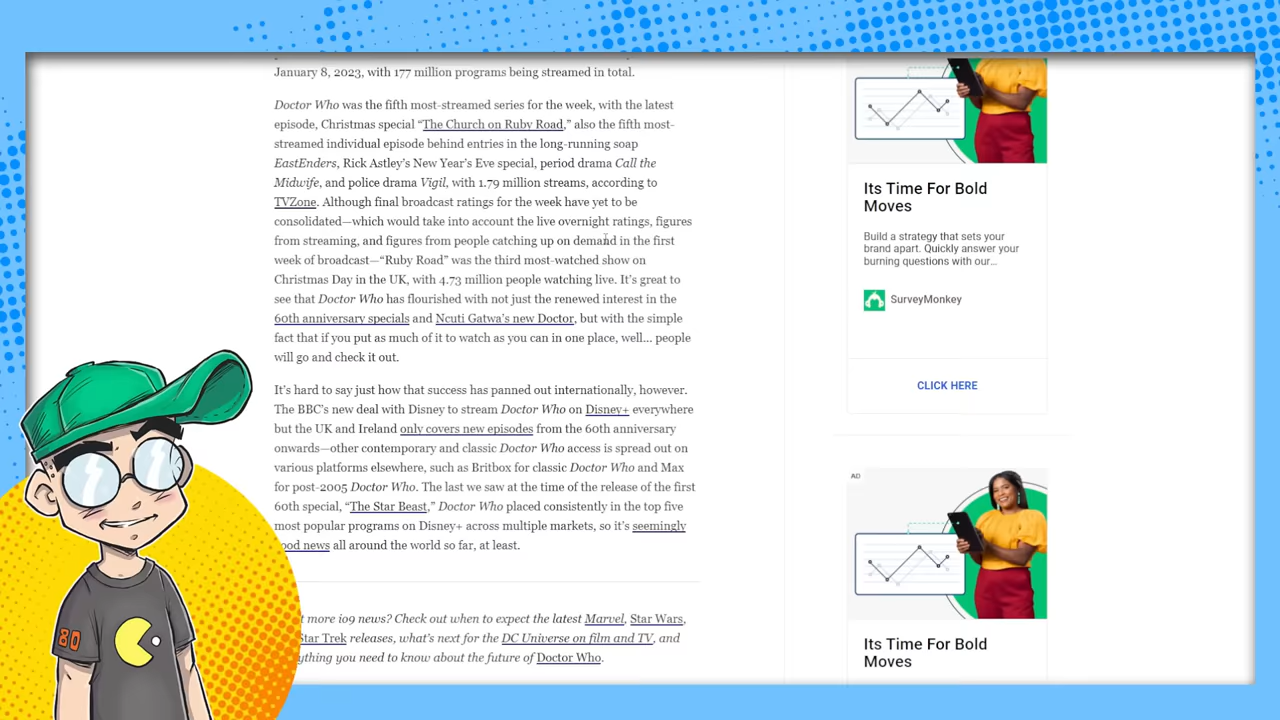 January 8, 2023, with 177 million programs being streamed in total.
Doctor Who was the fifth most-streamed series for the week, with the latest
episode, Christmas special “The Church on Ruby Road,” also the fifth most-
streamed individual episode behind entries in the long-running soap
EastEnders, Rick Astley’s New Year’s Eve special, period drama Call the
Midwife, and police drama Vigil, with 1.79 million streams, according to
TVZone. Although final broadcast ratings for the week have yet to be
consolidated—which would take into account the live overnight ratings, figures
from streaming, and figures from people catching up on demand in the first
week of broadcast—“Ruby Road” was the third most-watched show on
Christmas Day in the UK, with 4.73 million people watching live. It’s great to
see that Doctor Who has flourished with not just the renewed interest in the
60th anniversary specials and Ncuti Gatwa’s new Doctor, but with the simple
fact that if you put as much of it to watch as you can in one place, well... people
will go and check it out.
It’s hard to say just how that success has panned out internationally, however.
The BBC’s new deal with Disney to stream Doctor Who on Disney+ everywhere
but the UK and Ireland only covers new episodes from the 60th anniversary
onwards—other contemporary and classic Doctor Who access is spread out on
various platforms elsewhere, such as Britbox for classic Doctor Who and Max
for post-2005 Doctor Who. The last we saw at the time of the release of the first
60th special, “The Star Beast,” Doctor Who placed consistently in the top five
most popular programs on Disney+ across multiple markets, so it’s seemingly
ood news all around the world so far, at least.
t more io9 news? Check out when to expect the latest Marvel, Star Wars,
Star Trek releases, what’s next for the DC Universe on film and TV, and
ything you need to know about the future of Doctor Who.
Its Time For Bold
Moves
Build a strategy that sets your
brand apart. Quickly answer your
burning questions with our...
SurveyMonkey
CLICK HERE
AD
Its Time For Bold
Moves
80